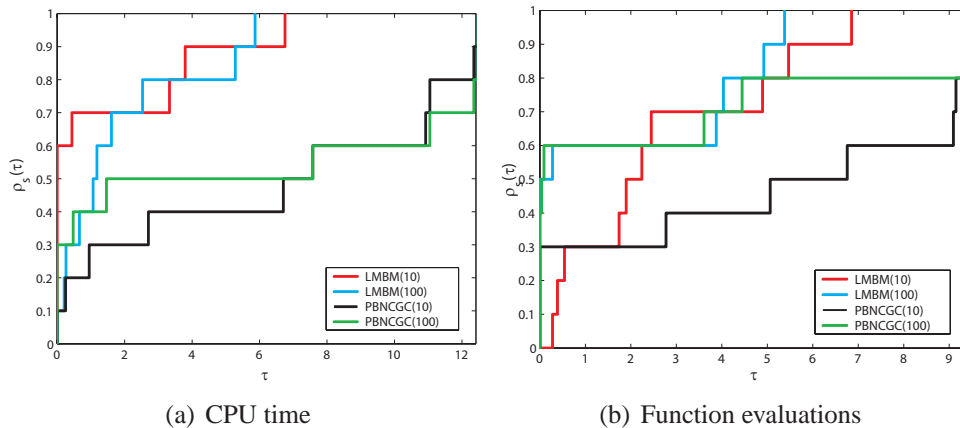 1
0.9
0.8
0.7
0.6
0.5
0.4
0.3
0.2
0.1
0
ρs(τ)
0 2 4 6 8 10 12
τ
LMBM(10)
LMBM(100)
PBNCGC(10)
PBNCGC(100)
(a) CPU time
1
0.9
0.8
0.7
0.6
0.5
0.4
0.3
0.2
0.1
0
ρs(τ)
0 1 2 3 4 5 6 7 8 9
τ
LMBM(10)
LMBM(100)
PBNCGC(10)
PBNCGC(100)
(b) Function evaluations